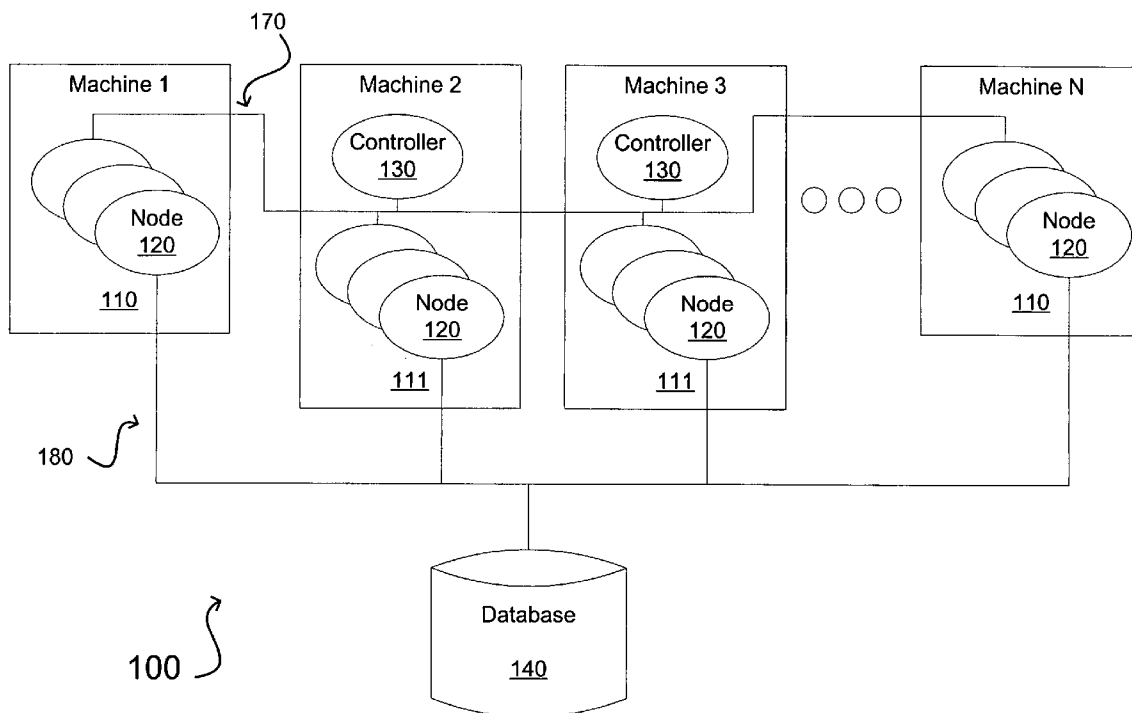 170
Machine 1
Machine 2
Machine 3
Machine N
Controller
130
Controller
130
Node
120
Node
120
110
110
Node
120
Node
120
111
111
180
Database
140
100